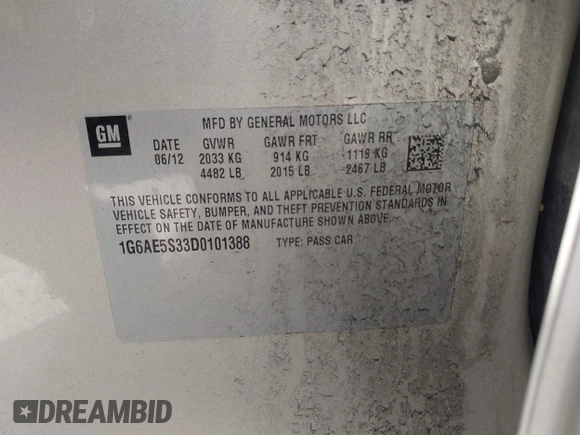 GM
MFD BY GENERAL MOTORS LLC
DATE GVWR GAWR FRT GAWR RR
06/12 2033 KG 914 KG 1119 KG
4482 LB 2015 LB 2467 LB
THIS VEHICLE CONFORMS TO ALL APPLICABLE U.S. FEDERAL MOTOR
VEHICLE SAFETY, BUMPER, AND THEFT PREVENTION STANDARDS IN
EFFECT ON THE DATE OF MANUFACTURE SHOWN ABOVE.
1G6AE5S33D0101388 TYPE: PASS CAR
DREAMBID